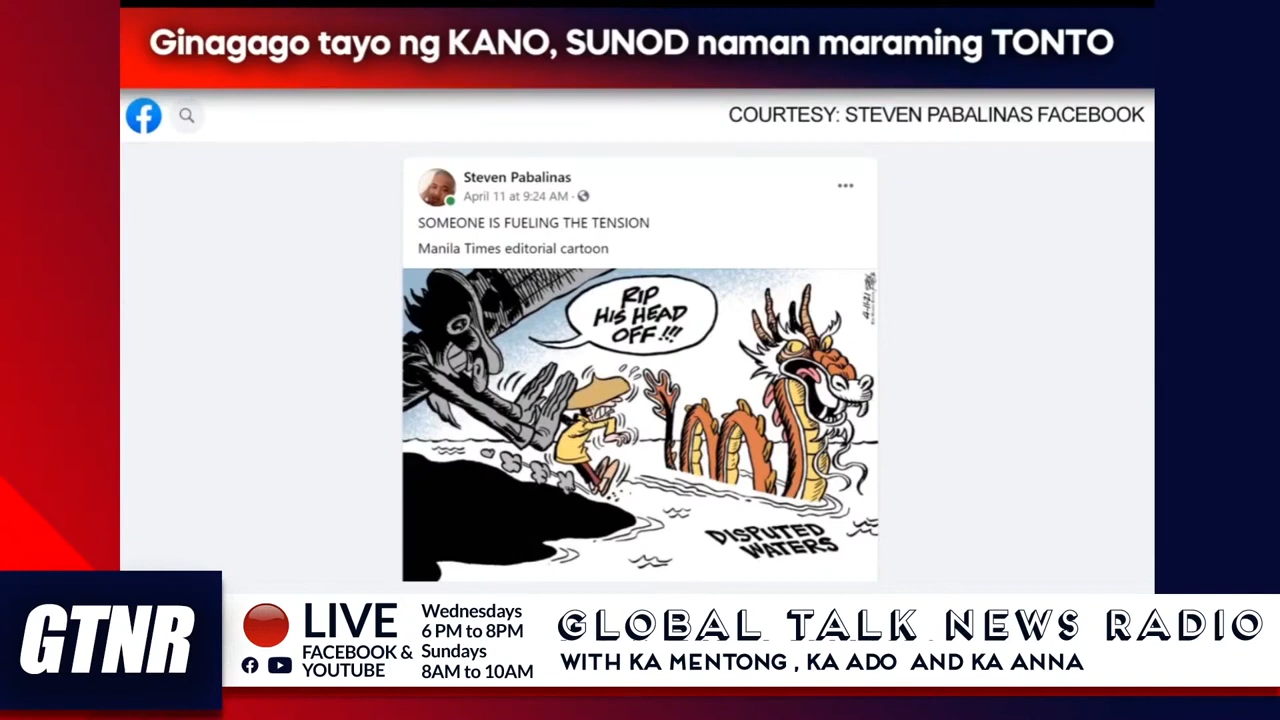 Ginagago tayo ng KANO, SUNOD naman maraming TONTO
COURTESY: STEVEN PABALINAS FACEBOOK
Steven Pabalinas
April 11 at 9:24 AM ·
SOMEONE IS FUELING THE TENSION
Manila Times editorial cartoon
RIP
HIS HEAD
OFF!!!
DISPUTED
WATERS
GTNR
LIVE
FACEBOOK &
YOUTUBE
Wednesdays
6 PM to 8PM
Sundays
8AM to 10AM
GLOBAL TALK NEWS RADIO
WITH KA MENTONG , KA ADO AND KA ANNA